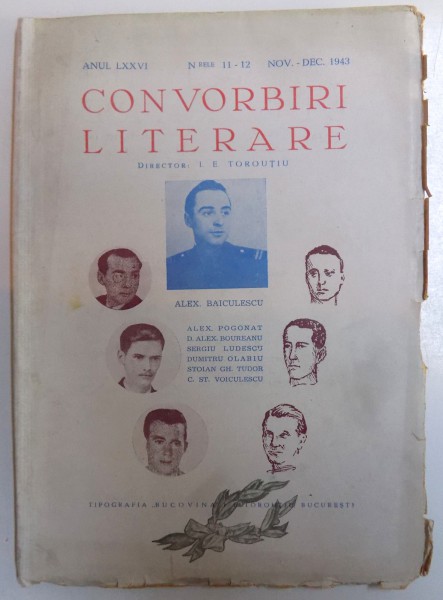 ANUL LXXVI NRELE 11-12 NOV. - DEC. 1943
CONVORBIRI
LITERARE
DIRECTOR: I. E. TOROUȚIU
ALEX. BAICULESCU
ALEX. POGONAT
D. ALEX. BOUREANU
SERGIU LUDESCU
DUMITRU OLARIU
STOIAN GH. TUDOR
C. ST. VOICULESCU
TIPOGRAFIA „BUCOVINA" BUCUREȘTI